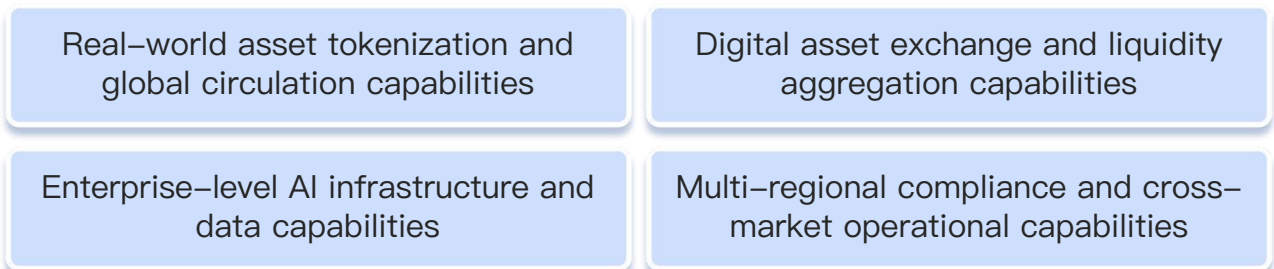 Real–world asset tokenization and
global circulation capabilities
Digital asset exchange and liquidity
aggregation capabilities
Enterprise–level AI infrastructure and
data capabilities
Multi–regional compliance and cross–
market operational capabilities